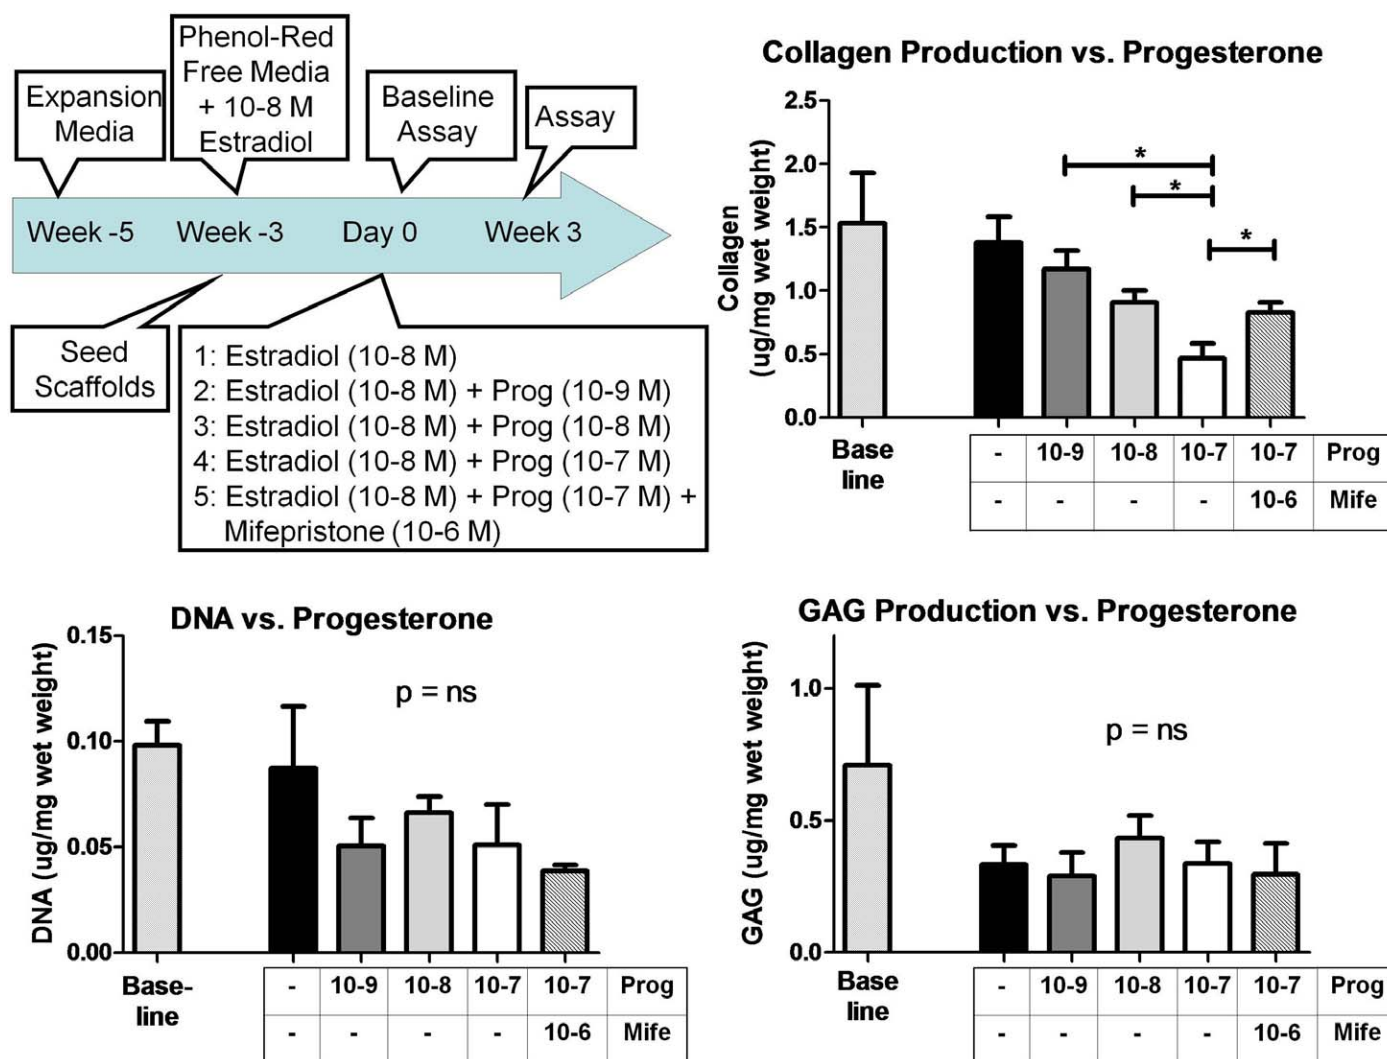 Expansion
Media
Phenol-Red
Free Media
+ 10-8 M
Estradiol
Baseline
Assay
Assay
Week -5
Week -3
Day 0
Week 3
Seed
Scaffolds
1: Estradiol (10-8 M)
2: Estradiol (10-8 M) + Prog (10-9 M)
3: Estradiol (10-8 M) + Prog (10-8 M)
4: Estradiol (10-8 M) + Prog (10-7 M)
5: Estradiol (10-8 M) + Prog (10-7 M) +
Mifepristone (10-6 M)
Collagen Production vs. Progesterone
Collagen
(ug/mg wet weight)
2.5
2.0
1.5
1.0
0.5
0.0
*
*
*
Base
line
- 10-9 10-8 10-7 10-7 Prog
- - - - 10-6 Mife
DNA vs. Progesterone
DNA (ug/mg wet weight)
0.15
0.10
0.05
0.00
p = ns
Base-
line
- 10-9 10-8 10-7 10-7 Prog
- - - - 10-6 Mife
GAG Production vs. Progesterone
GAG (ug/mg wet weight)
1.0
0.5
0.0
p = ns
Base
line
- 10-9 10-8 10-7 10-7 Prog
- - - - 10-6 Mife